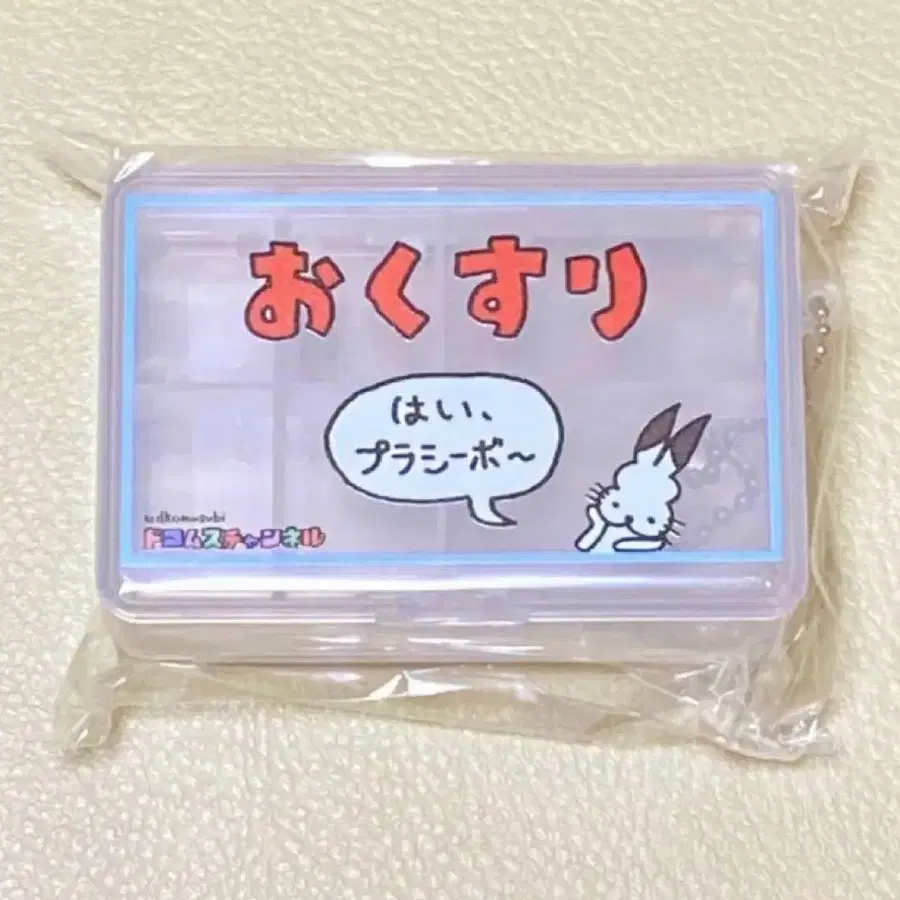 おくすり
はい、
プラシーボ～
ドコムスチャンネル